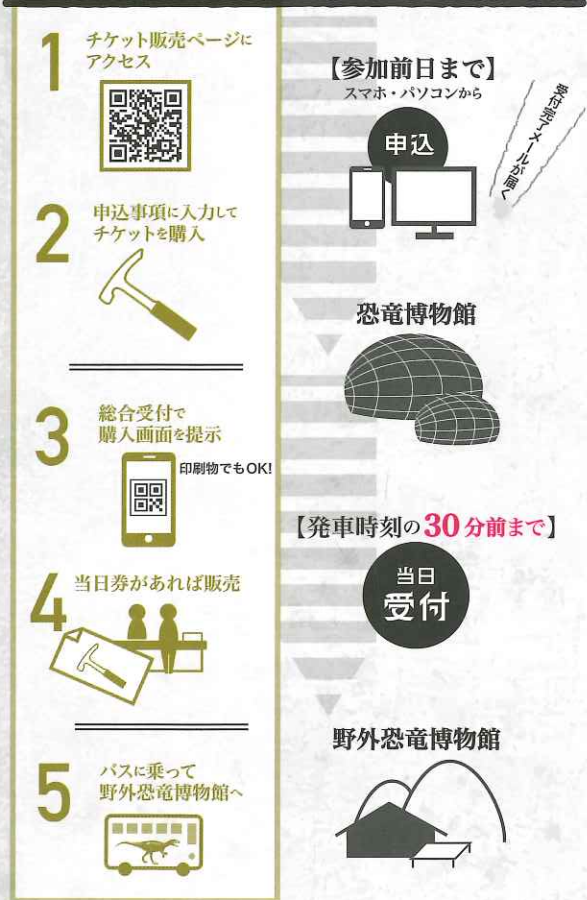 1
チケット販売ページに
アクセス
2
申込事項に入力して
チケットを購入
3
総合受付で
購入画面を提示
印刷物でもOK!
4
当日券があれば販売
5
バスに乗って
野外恐竜博物館へ
【参加前日まで】
スマホ・パソコンから
申込
受付完了メールが届く
恐竜博物館
【発車時刻の30分前まで】
当日
受付
野外恐竜博物館